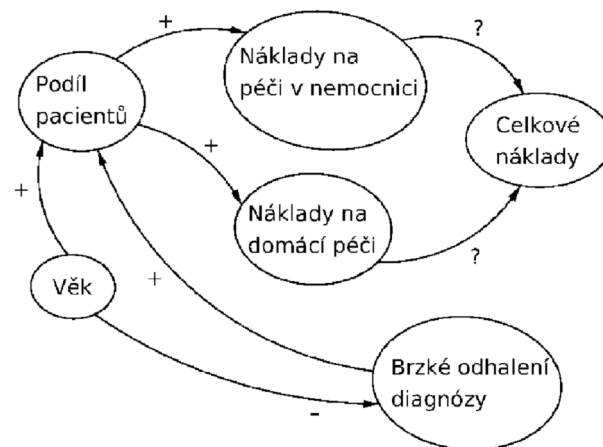 +
Náklady na
péči v nemocnici
?
Podíl
pacientů
Celkové
náklady
+
+
Náklady na
domácí péči
?
Věk
+
Brzké odhalení
diagnózy
-